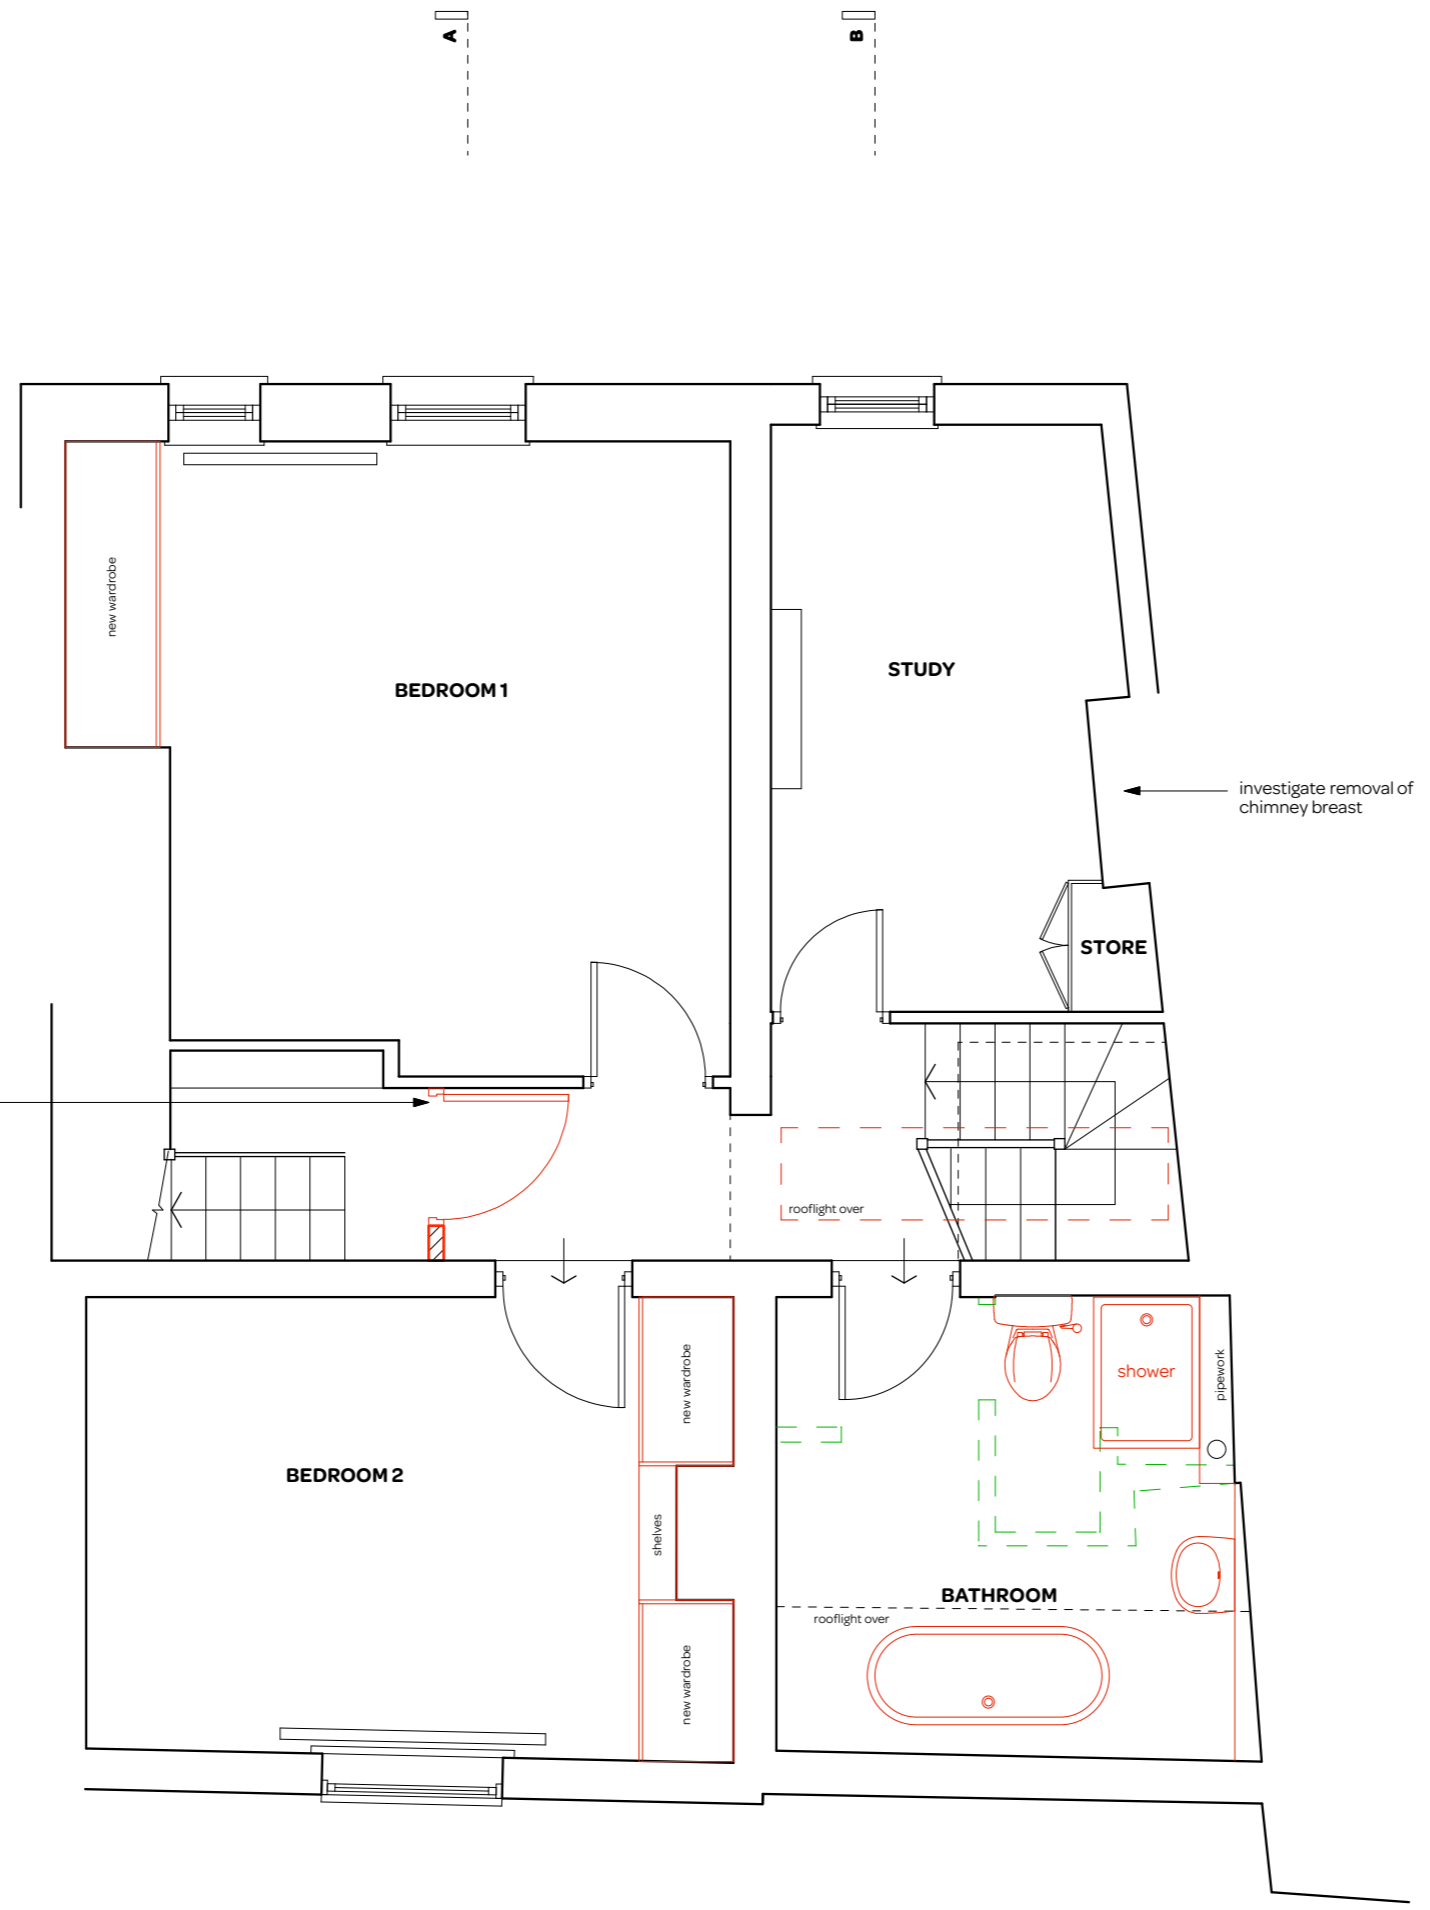 A
B
new wardrobe
BEDROOM 1
STUDY
investigate removal of
chimney breast
STORE
rooflight over
new wardrobe
shower
pipework
BEDROOM 2
shelves
BATHROOM
rooflight over
new wardrobe